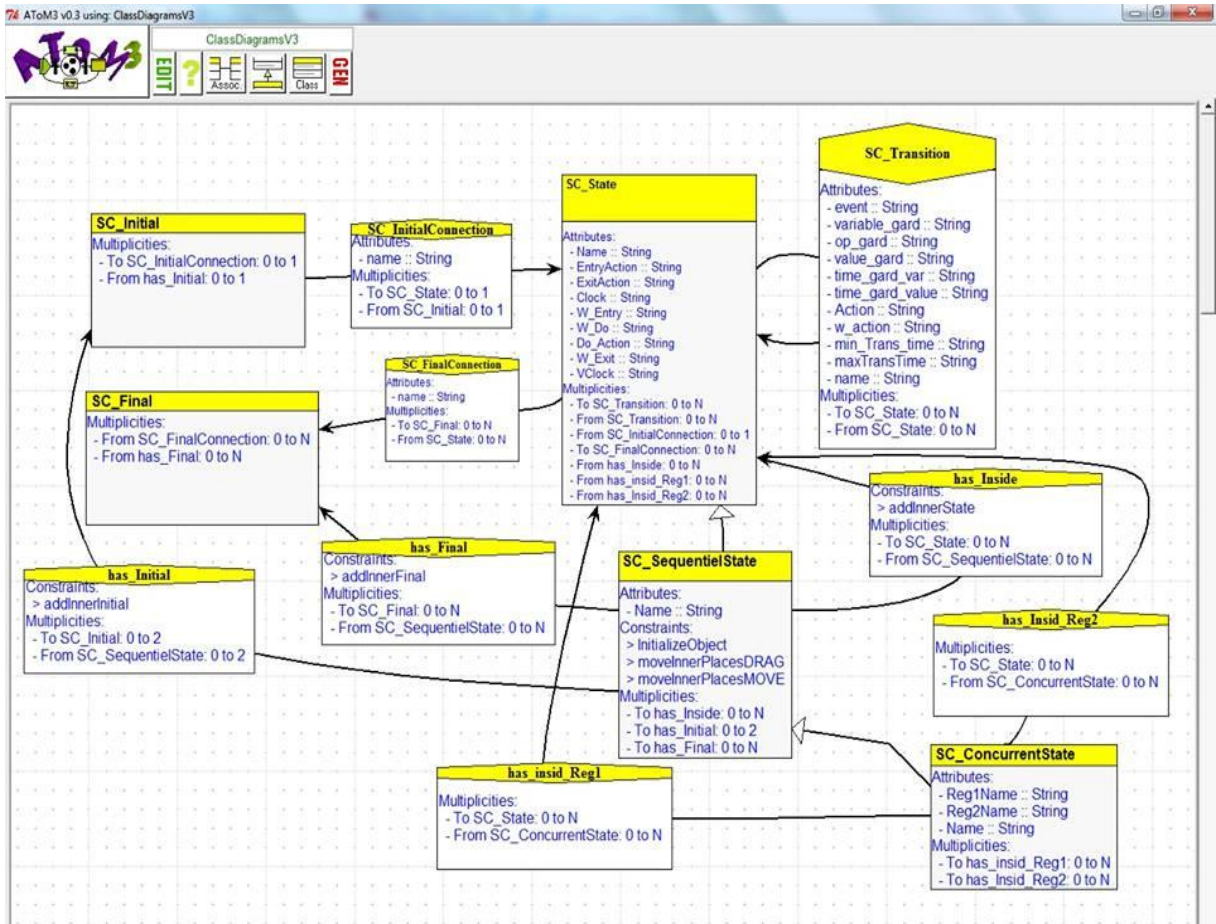 AToM3 v0.3 using: ClassDiagramsV3
AToM3
ClassDiagramsV3
EDIT
?
Assoc.
Class
GEN
SC_Transition
Attributes:
- event :: String
- variable_gard :: String
- op_gard :: String
- value_gard :: String
- time_gard_var :: String
- time_gard_value :: String
- Action :: String
- w_action :: String
- min_Trans_time :: String
- maxTransTime :: String
- name :: String
Multiplicities:
- To SC_State: 0 to N
- From SC_State: 0 to N
SC_State
Attributes:
- Name :: String
- EntryAction :: String
- ExitAction :: String
- Clock :: String
- W_Entry :: String
- W_Do :: String
- Do_Action :: String
- W_Exit :: String
- VClock :: String
Multiplicities:
- To SC_Transition: 0 to N
- From SC_Transition: 0 to N
- From SC_InitialConnection: 0 to 1
- To SC_FinalConnection: 0 to N
- From has_Inside: 0 to N
- From has_insid_Reg1: 0 to N
- From has_Insid_Reg2: 0 to N
SC_Initial
Multiplicities:
- To SC_InitialConnection: 0 to 1
- From has_Initial: 0 to 1
SC_InitialConnection
Attributes:
- name :: String
Multiplicities:
- To SC_State: 0 to 1
- From SC_Initial: 0 to 1
SC_FinalConnection
Attributes:
- name :: String
Multiplicities:
- To SC_Final: 0 to N
- From SC_State: 0 to N
SC_Final
Multiplicities:
- From SC_FinalConnection: 0 to N
- From has_Final: 0 to N
has_Inside
Constraints:
> addInnerState
Multiplicities:
- To SC_State: 0 to N
- From SC_SequentielState: 0 to N
has_Final
Constraints:
> addInnerFinal
Multiplicities:
- To SC_Final: 0 to N
- From SC_SequentielState: 0 to N
SC_SequentielState
Attributes:
- Name :: String
Constraints:
> InitializeObject
> moveInnerPlacesDRAG
> moveInnerPlacesMOVE
Multiplicities:
- To has_Inside: 0 to N
- To has_Initial: 0 to 2
- To has_Final: 0 to N
has_Initial
Constraints:
> addInnerInitial
Multiplicities:
- To SC_Initial: 0 to 2
- From SC_SequentielState: 0 to 2
has_Insid_Reg2
Multiplicities:
- To SC_State: 0 to N
- From SC_ConcurrentState: 0 to N
has_insid_Reg1
Multiplicities:
- To SC_State: 0 to N
- From SC_ConcurrentState: 0 to N
SC_ConcurrentState
Attributes:
- Reg1Name :: String
- Reg2Name :: String
- Name :: String
Multiplicities:
- To has_insid_Reg1: 0 to N
- To has_Insid_Reg2: 0 to N